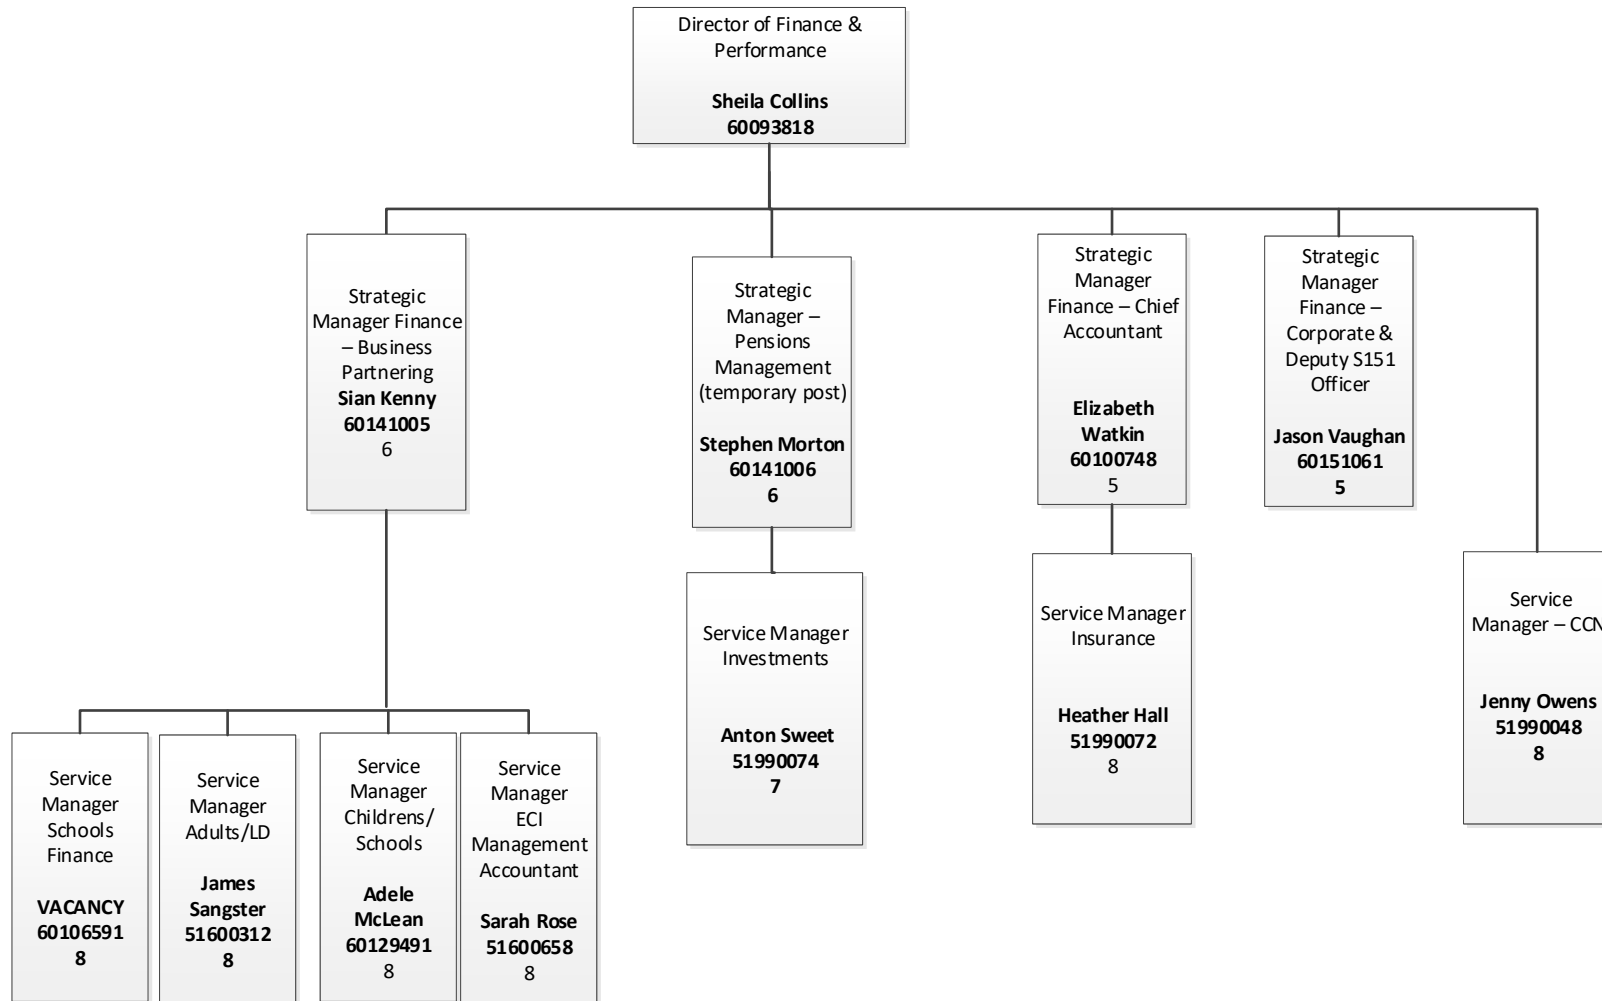 Director of Finance &
Performance
Sheila Collins
60093818
Strategic
Manager Finance
– Business
Partnering
Sian Kenny
60141005
6
Strategic
Manager –
Pensions
Management
(temporary post)
Stephen Morton
60141006
6
Strategic
Manager
Finance – Chief
Accountant
Elizabeth
Watkin
60100748
5
Strategic
Manager
Finance –
Corporate &
Deputy S151
Officer
Jason Vaughan
60151061
5
Service Manager
Investments
Anton Sweet
51990074
7
Service Manager
Insurance
Heather Hall
51990072
8
Service
Manager – CCN
Jenny Owens
51990048
8
Service
Manager
Schools
Finance
VACANCY
60106591
8
Service
Manager
Adults/LD
James
Sangster
51600312
8
Service
Manager
Childrens/
Schools
Adele
McLean
60129491
8
Service
Manager
ECI
Management
Accountant
Sarah Rose
51600658
8